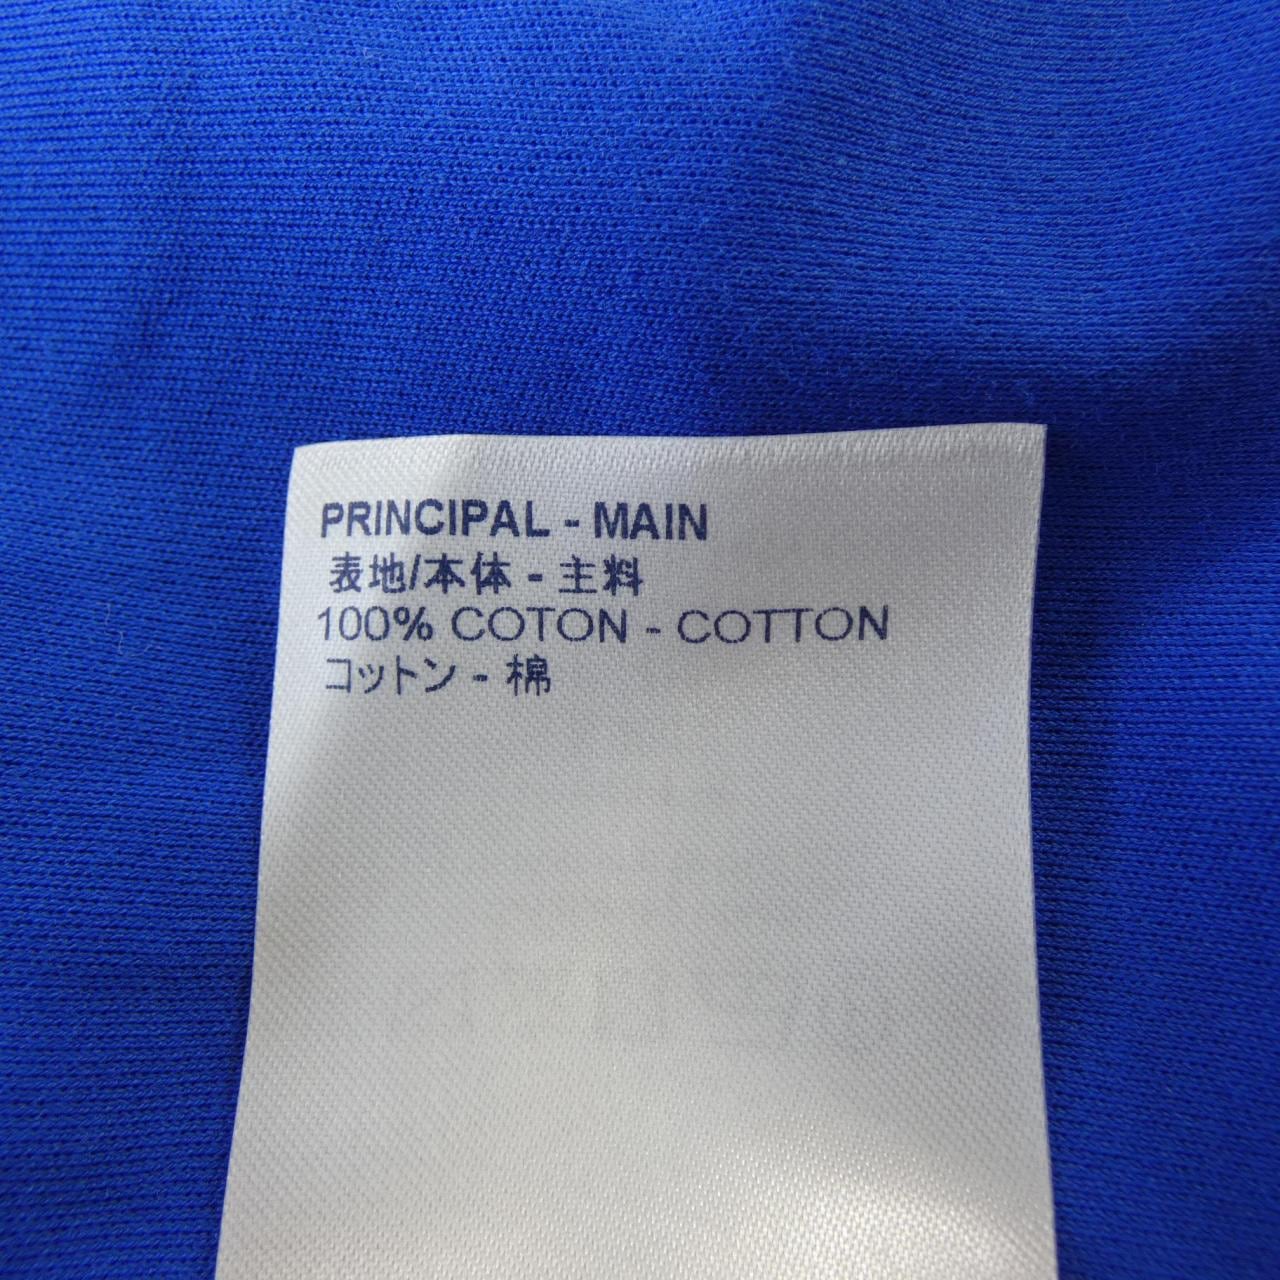 PRINCIPAL - MAIN
表地/本体 - 主料
100% COTON - COTTON
コットン - 棉